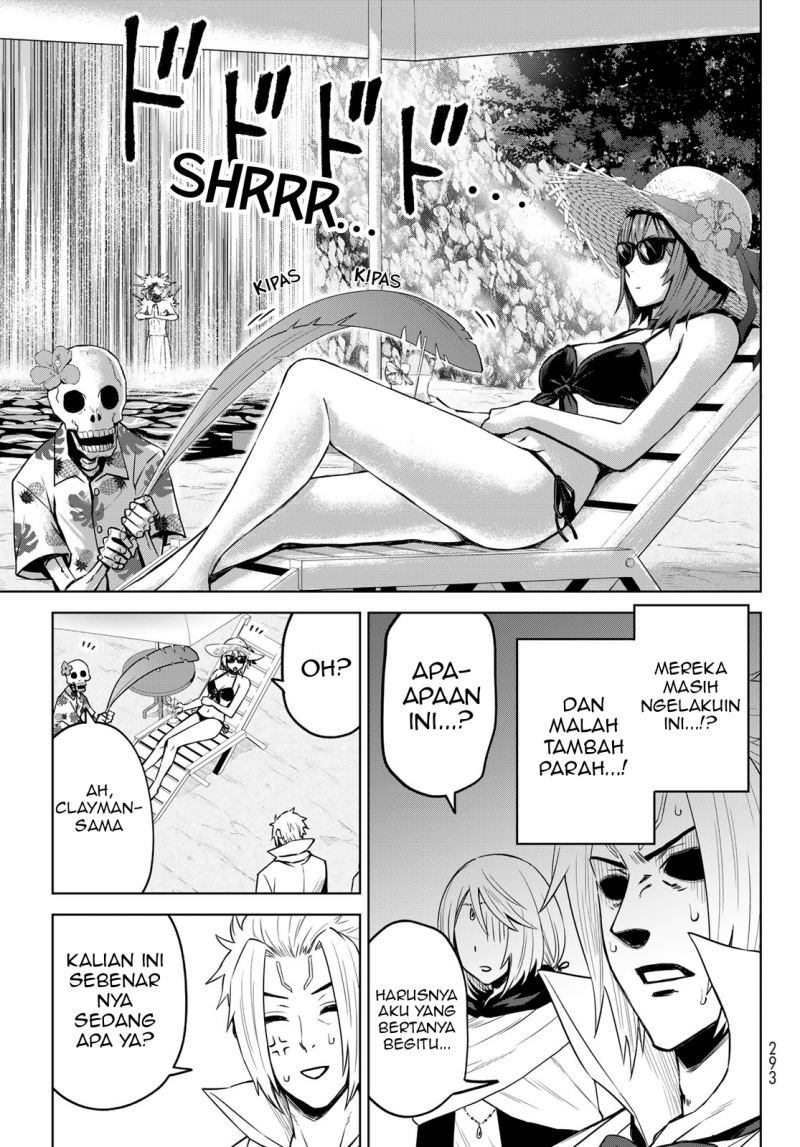 ドドドド…
SHRRR...
KIPAS
KIPAS
MEREKA
MASIH
NGELAKUIN
INI...!?
DAN
MALAH
TAMBAH
PARAH...!
APA-
APAAN
INI...?
HARUSNYA
AKU YANG
BERTANYA
BEGITU...
OH?
AH,
CLAYMAN-
SAMA
KALIAN INI
SEBENAR
NYA
SEDANG
APA YA?
293